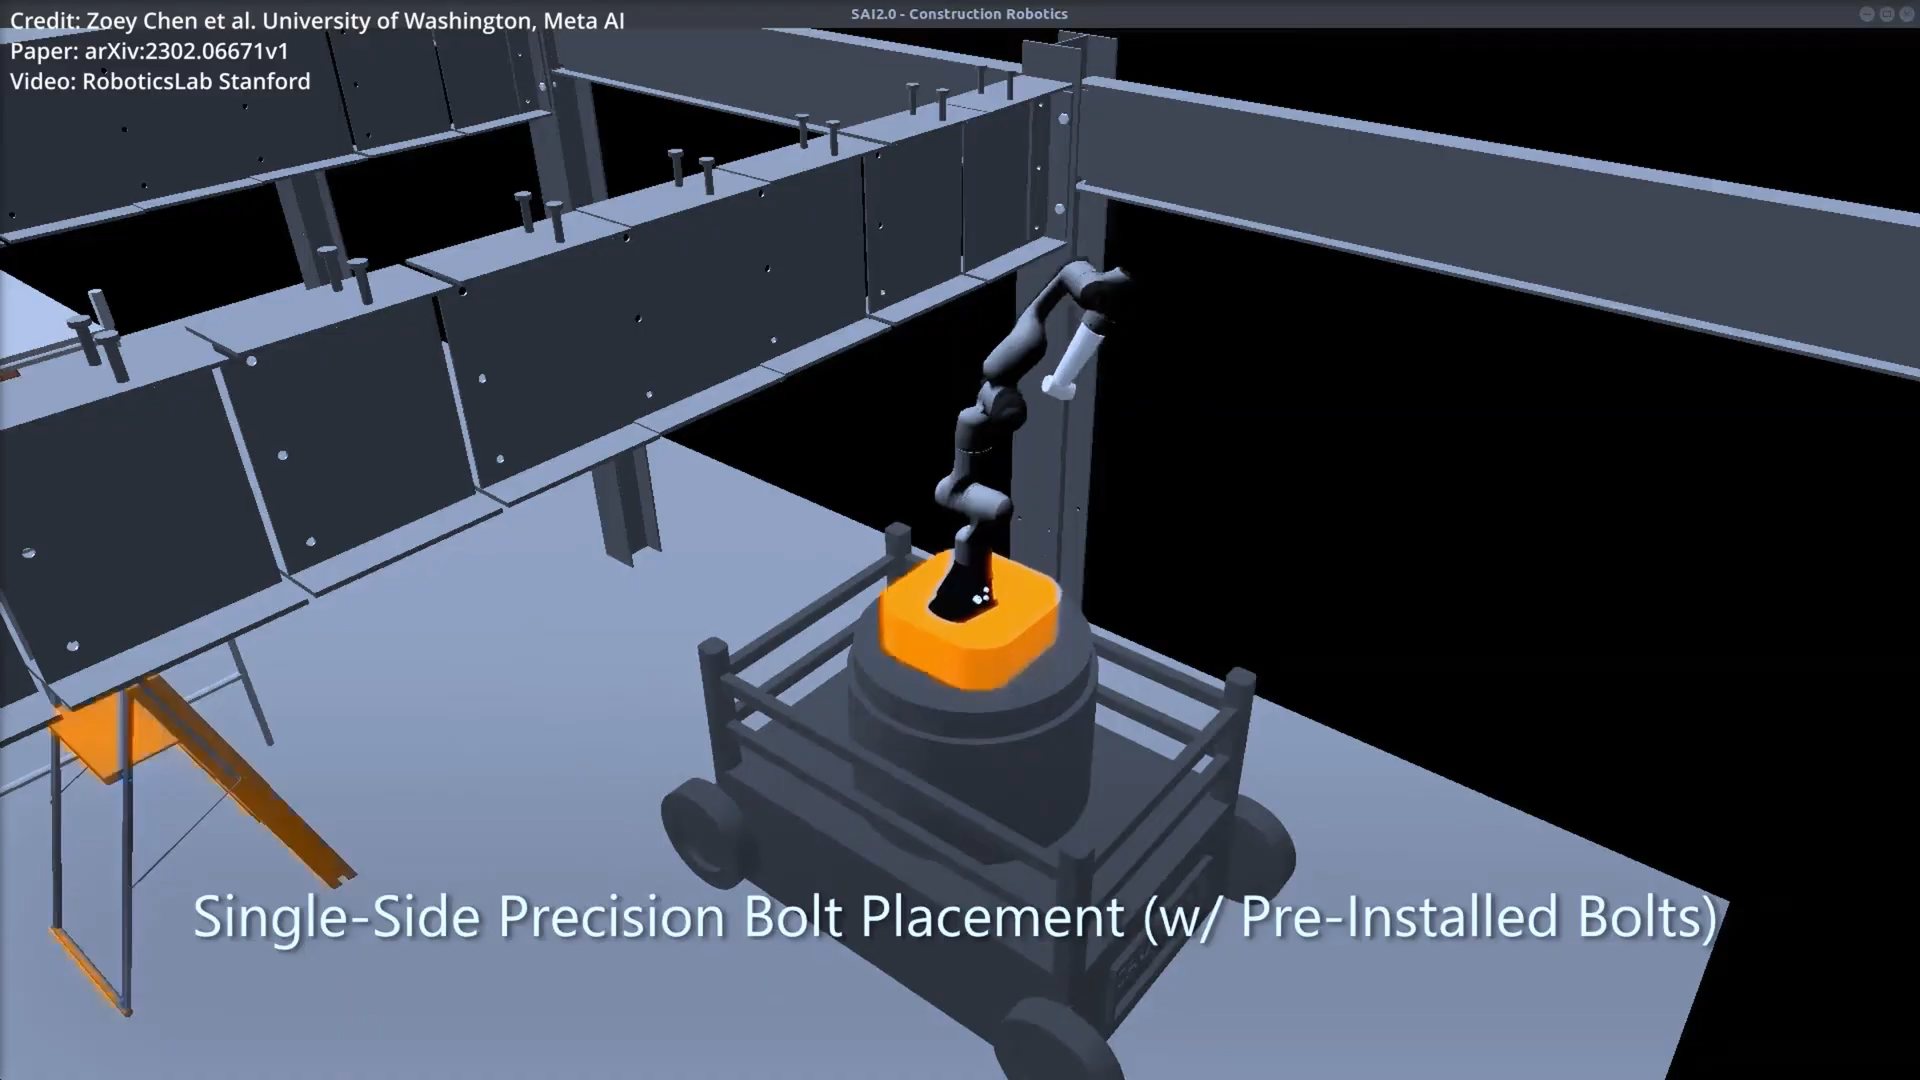 SAI2.0 - Construction Robotics
Credit: Zoey Chen et al. University of Washington, Meta AI
Paper: arXiv:2302.06671v1
Video: RoboticsLab Stanford
Single-Side Precision Bolt Placement (w/ Pre-Installed Bolts)